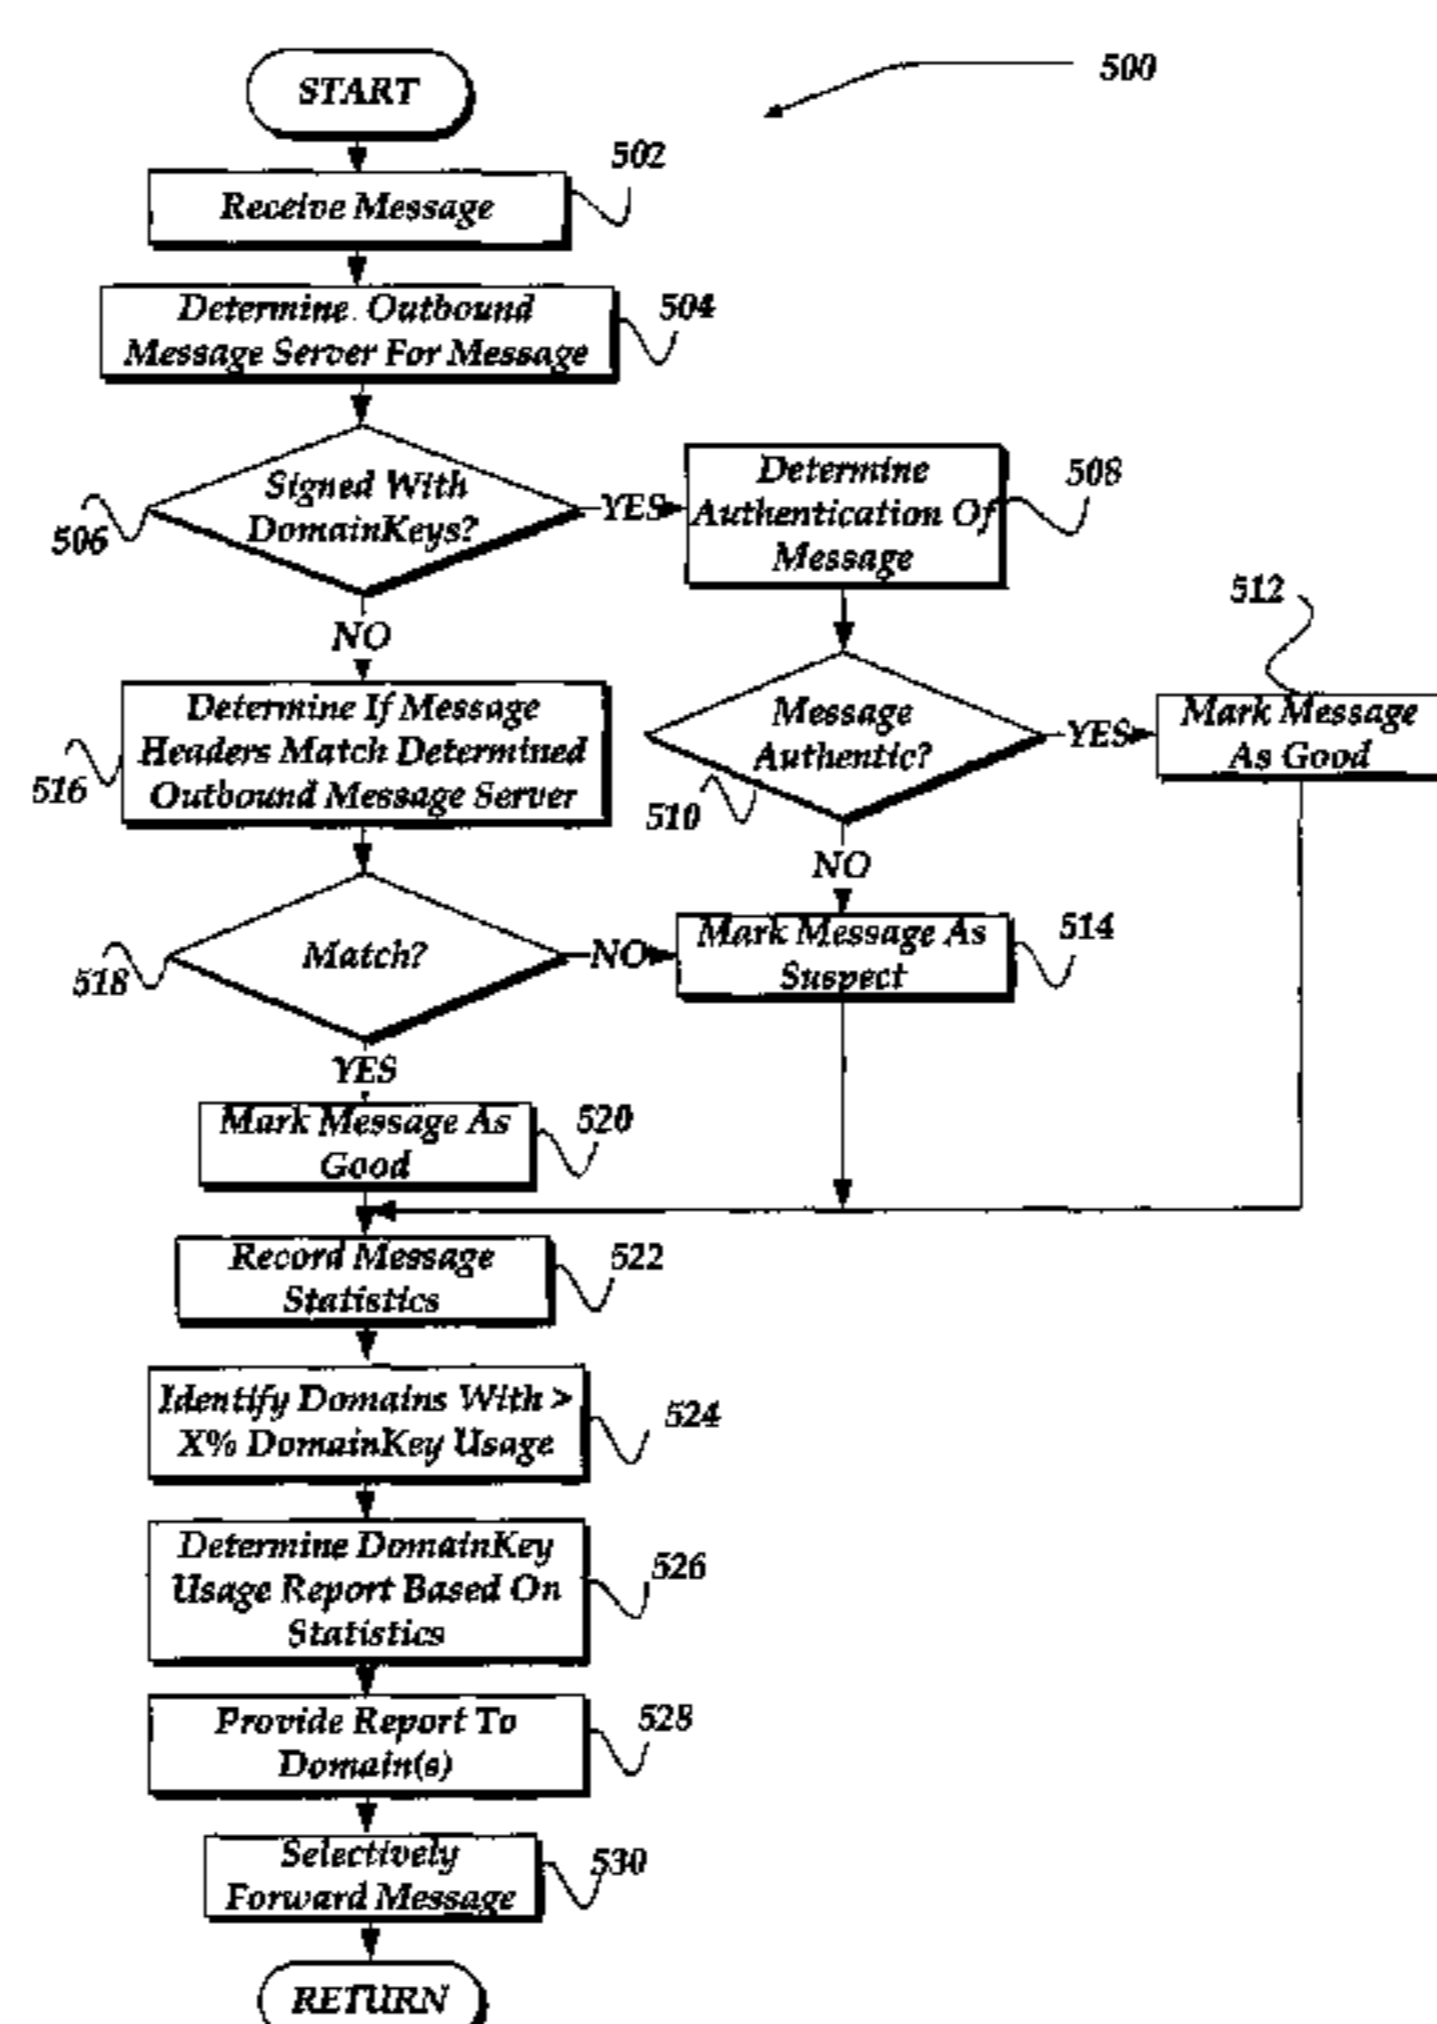 START
500
502
Receive Message
Determine Outbound
Message Server For Message
504
Signed With
DomainKeys?
506
YES
Determine
Authentication Of
Message
508
NO
512
Determine If Message
Headers Match Determined
Outbound Message Server
516
Message
Authentic?
510
YES
Mark Message
As Good
NO
Match?
518
NO
Mark Message As
Suspect
514
YES
Mark Message As
Good
520
Record Message
Statistics
522
Identify Domains With >
X% DomainKey Usage
524
Determine DomainKey
Usage Report Based On
Statistics
526
Provide Report To
Domain(s)
528
Selectively
Forward Message
530
RETURN